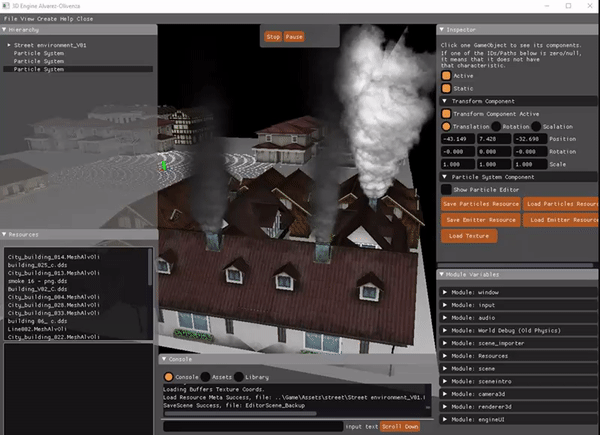 3D Engine Alvarez-Oliverca
File View Create Help Close
Hierarchy
Street environment_V01
Particle System
Particle System
Particle System
Stop Pause
Inspector
Click one GameObject to see its components.
If one of the IDs/Paths below is zero/null,
it means that it does not have
that characteristic.
Active
Static
Transform Component
Transform Component Active
Translation Rotation Scalation
-43.149 7.428 -32.698 Position
-0.000 0.000 -0.000 Rotation
1.000 1.000 1.000 Scale
Particle System Component
Show Particle Editor
Save Particles Resource Load Particles Resource
Save Emitter Resource Load Emitter Resour
Load Texture
Resources
City_building_014.MeshAlvOli
building_025_c.dds
City_building_013.MeshAlvOli
smoke 16 - png.dds
Building_V02_C.dds
City_building_004.MeshAlvOli
City_building_028.MeshAlvOli
City_building_033.MeshAlvOli
building 06_ c.dds
Line002.MeshAlvOli
City_building_022.MeshAlvOli
Console
Console Assets Library
Loading Buffers Texture Coords.
Load Resource Meta Success, file: ..\Game\Assets\street\Street environment_V01.
SaveScene Success, file: EditorScene_Backup
input text Scroll Down
Module Variables
Module: window
Module: input
Module: audio
Module: World Debug (Old Physics)
Module: scene_importer
Module: Resources
Module: scene
Module: sceneintro
Module: camera3d
Module: renderer3d
Module: engineUI